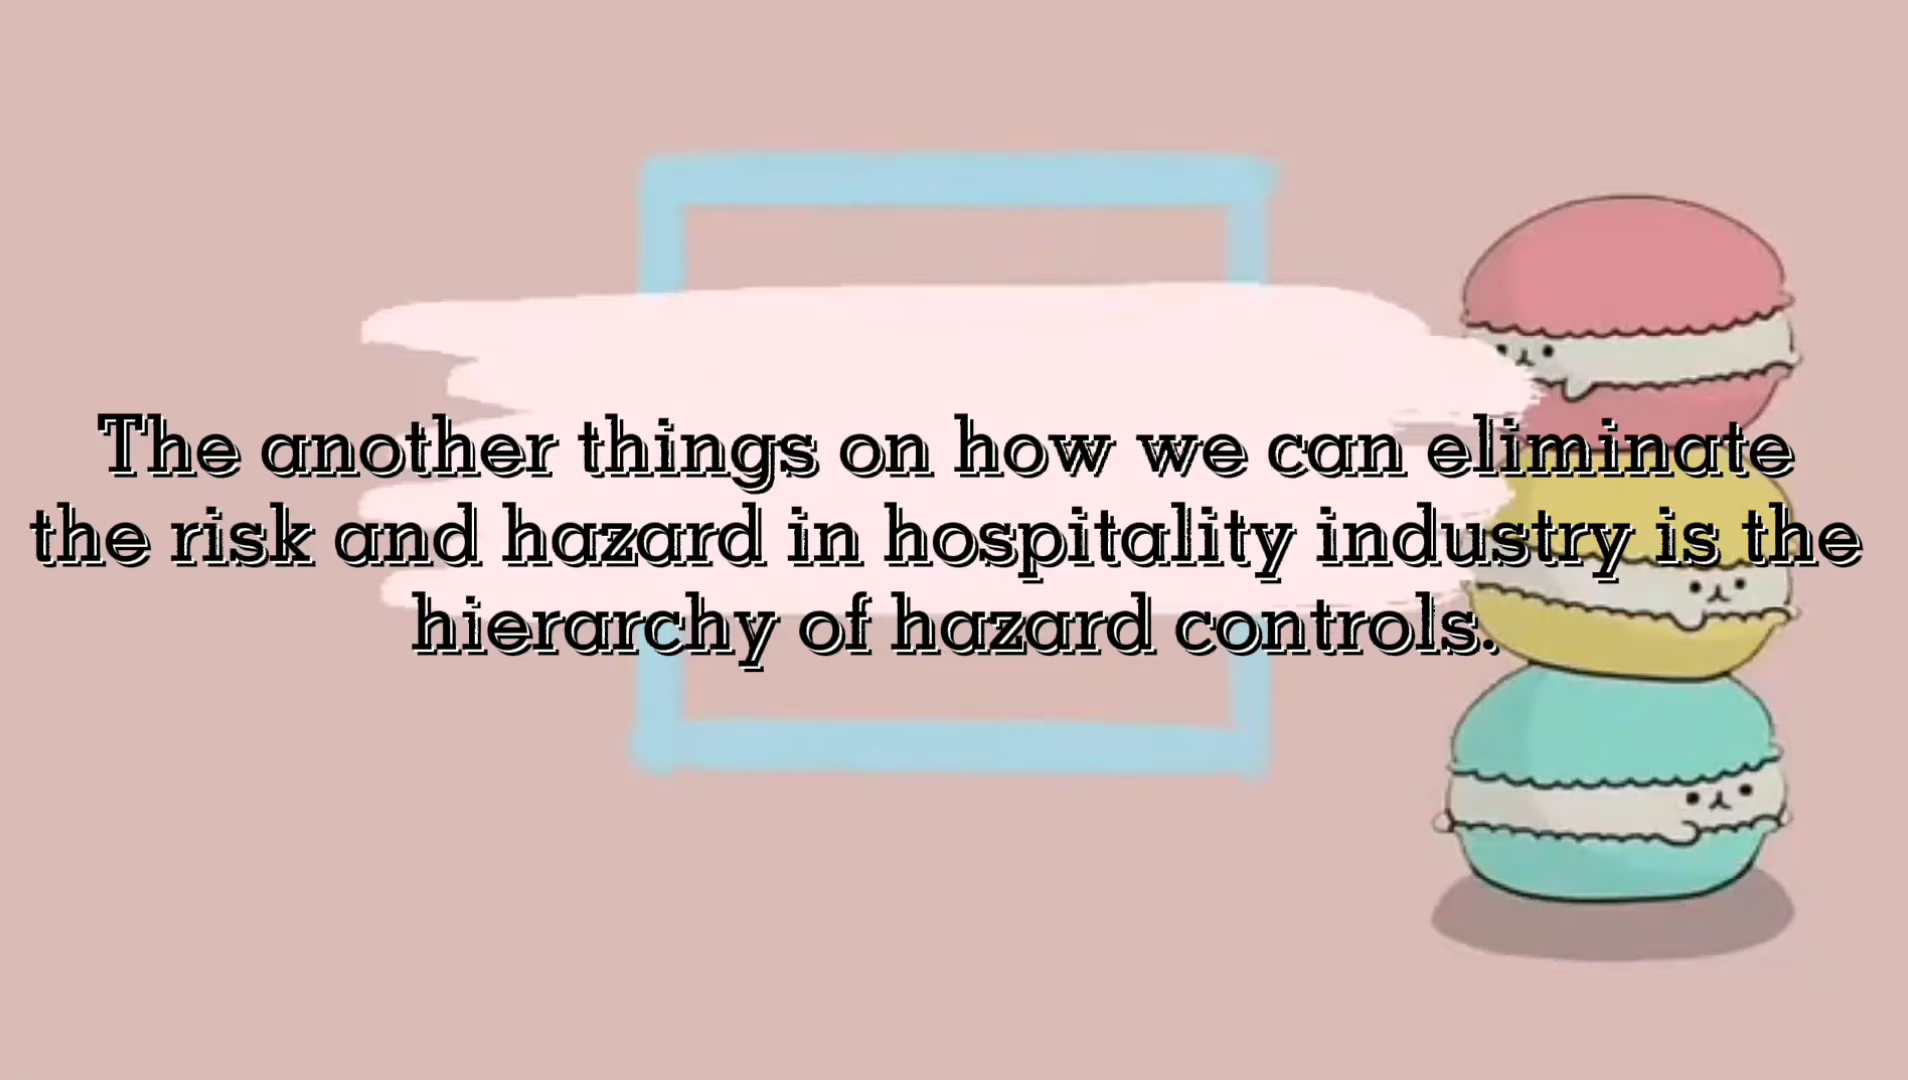 The another things on how we can eliminate
the risk and hazard in hospitality industry is the
hierarchy of hazard controls.